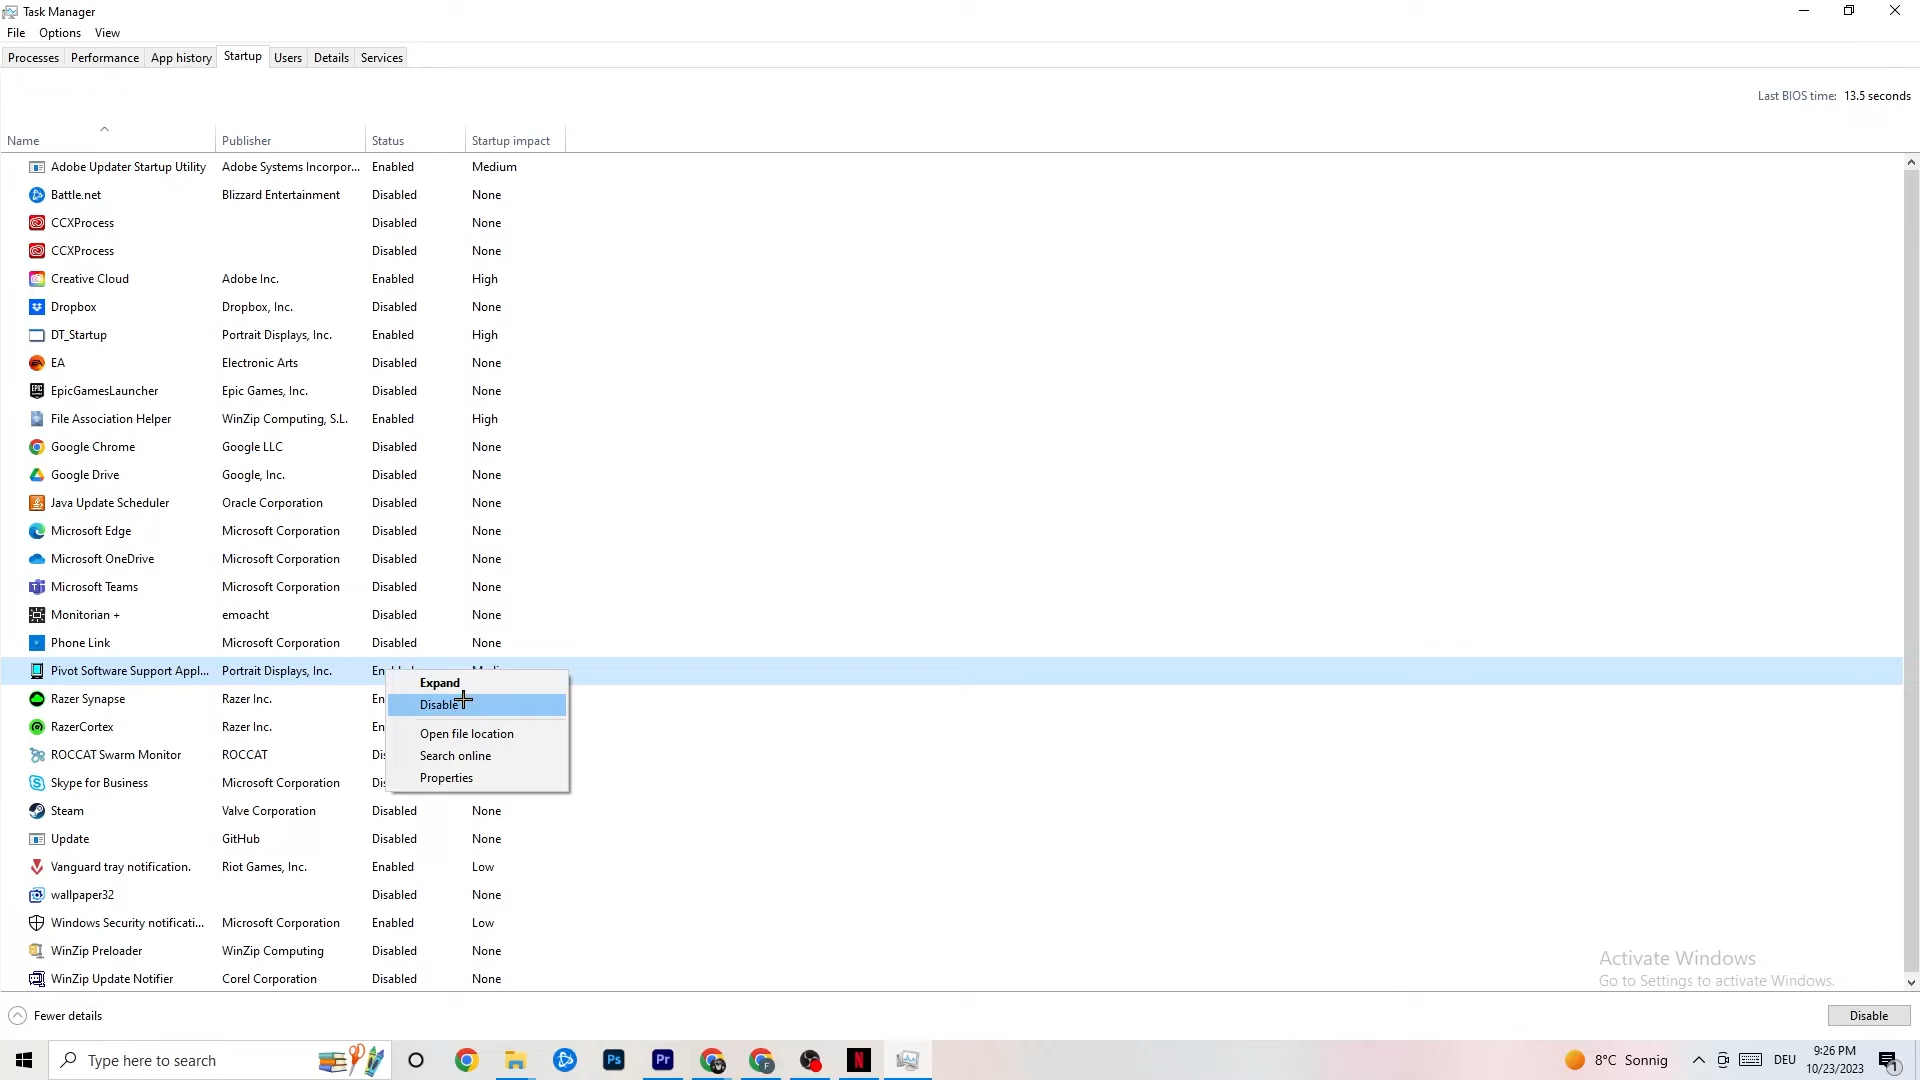 Task Manager
File Options View
Processes Performance App history Startup Users Details Services
Last BIOS time: 13.5 seconds
Name Publisher Status Startup impact
Adobe Updater Startup Utility Adobe Systems Incorpor... Enabled Medium
Battle.net Blizzard Entertainment Disabled None
CCXProcess Disabled None
CCXProcess Disabled None
Creative Cloud Adobe Inc. Enabled High
Dropbox Dropbox, Inc. Disabled None
DT_Startup Portrait Displays, Inc. Enabled High
EA Electronic Arts Disabled None
EpicGamesLauncher Epic Games, Inc. Disabled None
File Association Helper WinZip Computing, S.L. Enabled High
Google Chrome Google LLC Disabled None
Google Drive Google, Inc. Disabled None
Java Update Scheduler Oracle Corporation Disabled None
Microsoft Edge Microsoft Corporation Disabled None
Microsoft OneDrive Microsoft Corporation Disabled None
Microsoft Teams Microsoft Corporation Disabled None
Monitorian + emoacht Disabled None
Phone Link Microsoft Corporation Disabled None
Pivot Software Support Appl... Portrait Displays, Inc.
Expand
Razer Synapse Razer Inc. En
Disable
RazerCortex Razer Inc. En
Open file location
ROCCAT Swarm Monitor ROCCAT Dis
Search online
Skype for Business Microsoft Corporation Dis
Properties
Steam Valve Corporation Disabled None
Update GitHub Disabled None
Vanguard tray notification. Riot Games, Inc. Enabled Low
wallpaper32 Disabled None
Windows Security notificati... Microsoft Corporation Enabled Low
WinZip Preloader WinZip Computing Disabled None
WinZip Update Notifier Corel Corporation Disabled None
Activate Windows
Go to Settings to activate Windows.
Fewer details Disable
Type here to search Ps Pr F N 8°C Sonnig DEU 9:26 PM
10/23/2023 1